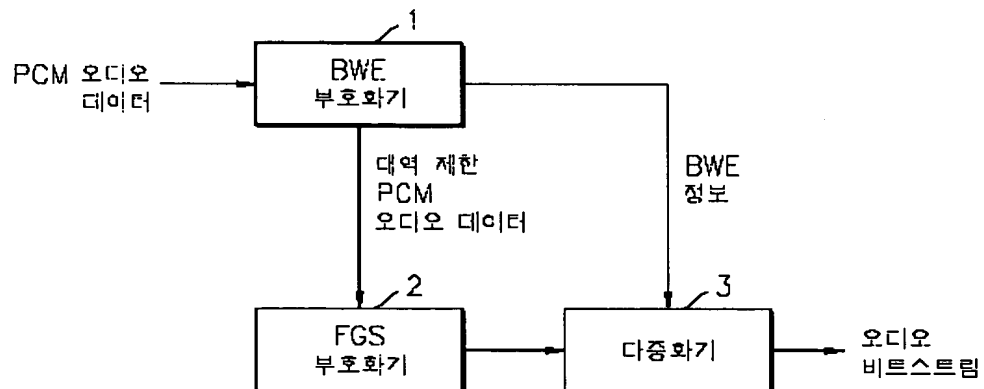 1
PCM 오디오
데이터
BWE
부호화기
대역 제한
PCM
오디오 데이터
BWE
정보
2
FGS
부호화기
3
다중화기
오디오
비트스트림